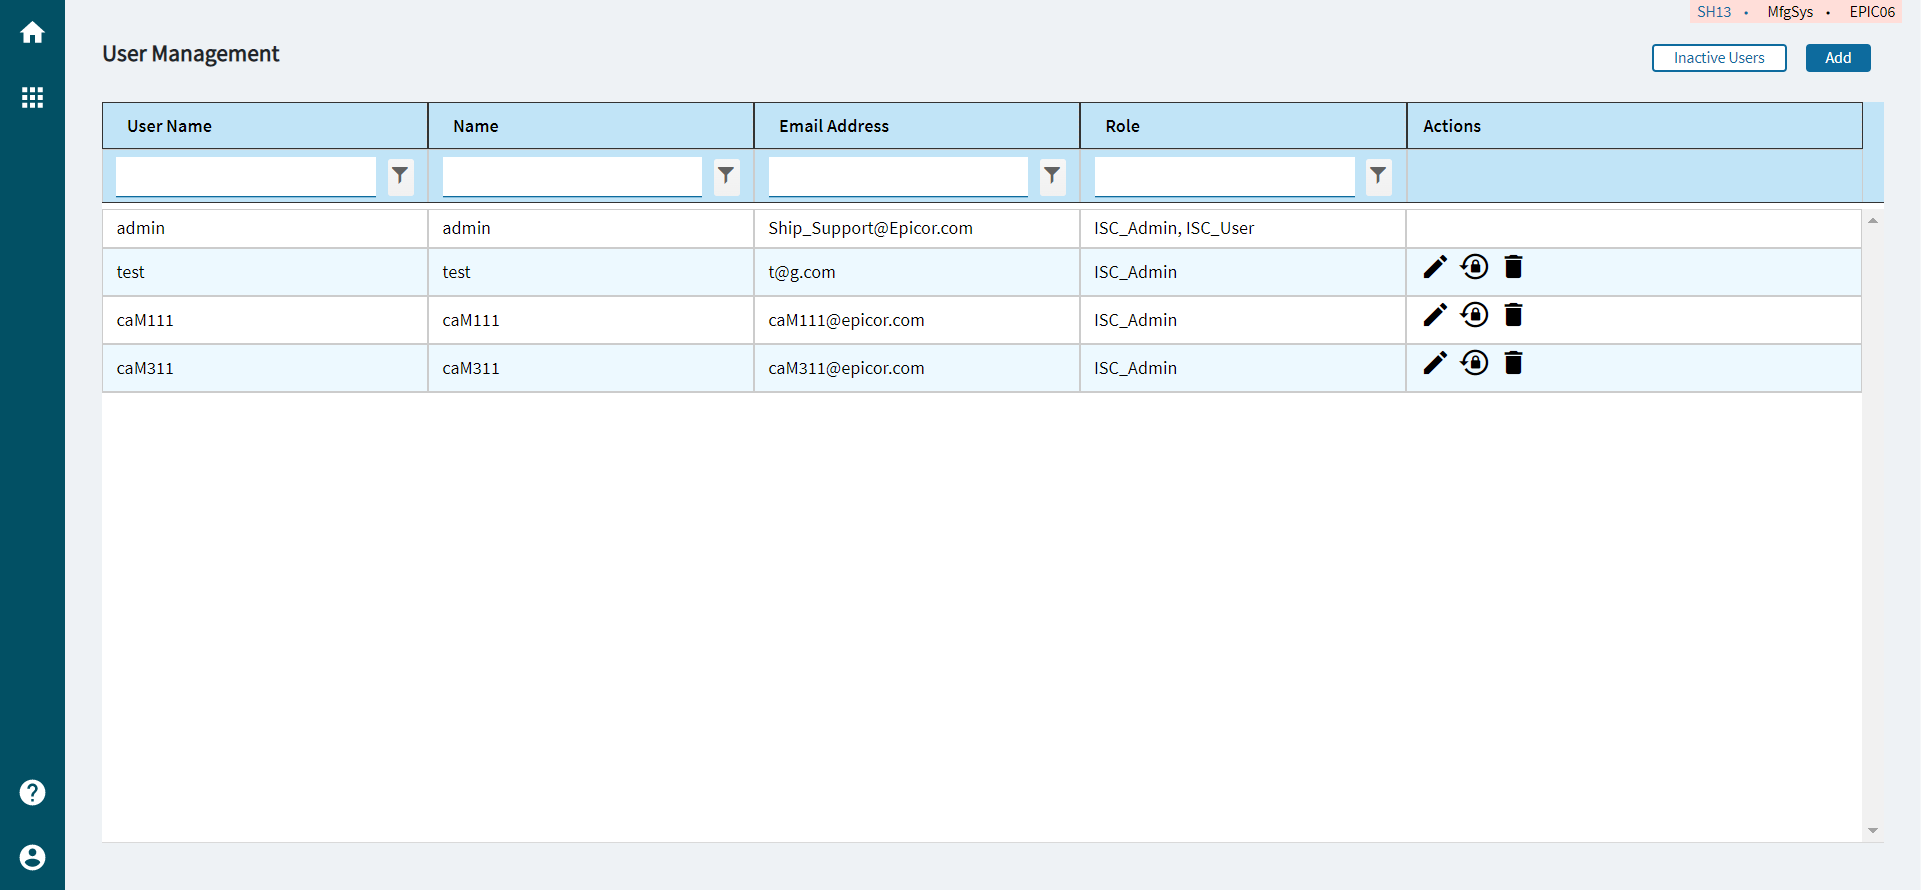 SH13 • MfgSys • EPIC06
User Management
Inactive Users Add
User Name Name Email Address Role Actions
admin admin Ship_Support@Epicor.com ISC_Admin, ISC_User
test test t@g.com ISC_Admin
caM111 caM111 caM111@epicor.com ISC_Admin
caM311 caM311 caM311@epicor.com ISC_Admin